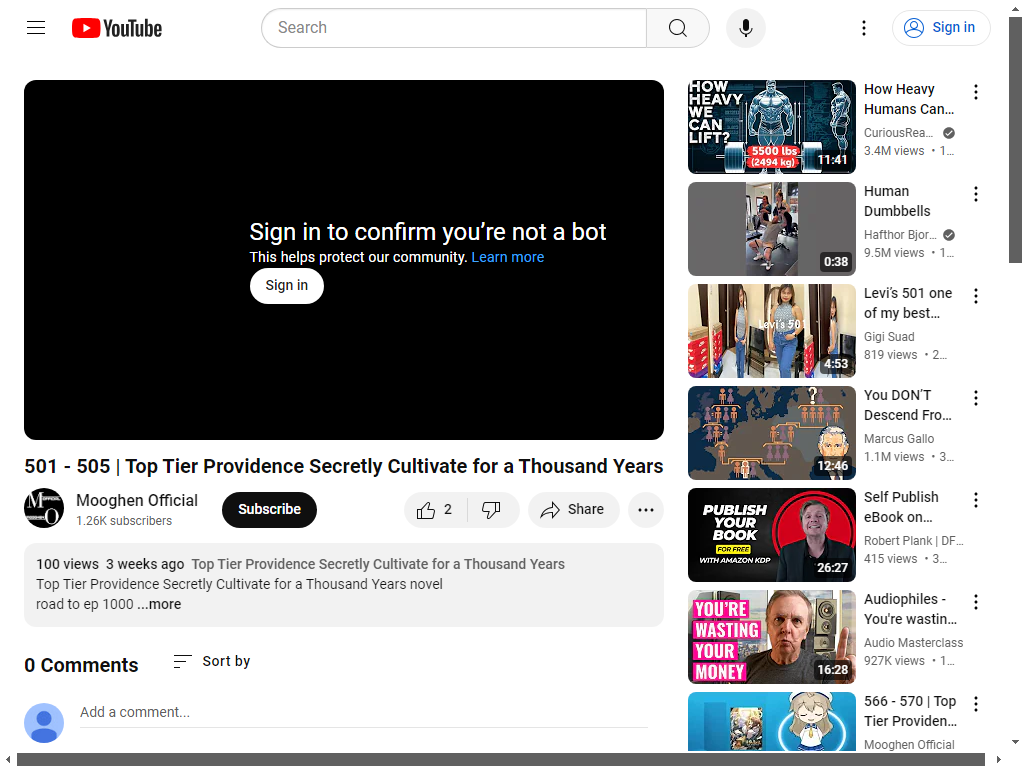 YouTube
Search
Sign in
Sign in to confirm you’re not a bot
This helps protect our community. Learn more
Sign in
501 - 505 | Top Tier Providence Secretly Cultivate for a Thousand Years
Mooghen Official
1.26K subscribers
Subscribe
2
Share
100 views 3 weeks ago Top Tier Providence Secretly Cultivate for a Thousand Years
Top Tier Providence Secretly Cultivate for a Thousand Years novel
road to ep 1000 ...more
0 Comments
Sort by
Add a comment...
HOW
HEAVY
WE
CAN
LIFT?
5500 lbs
(2494 kg)
11:41
How Heavy
Humans Can…
CuriousRea…
3.4M views • 1…
0:38
Human
Dumbbells
Hafthor Bjor…
9.5M views • 1…
Levi's 501
4:53
Levi’s 501 one
of my best…
Gigi Suad
819 views • 2…
?
12:46
You DON’T
Descend Fro…
Marcus Gallo
1.1M views • 3…
PUBLISH
YOUR
BOOK
FOR FREE
WITH AMAZON KDP
26:27
Self Publish
eBook on…
Robert Plank | DF…
415 views • 3…
YOU'RE
WASTING
YOUR
MONEY
16:28
Audiophiles -
You're wastin…
Audio Masterclass
927K views • 1…
566 - 570 | Top
Tier Providen…
Mooghen Official